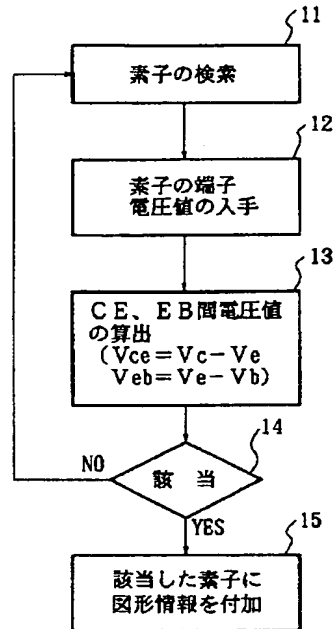 11
素子の検索
12
素子の端子
電圧値の入手
13
CE、EB間電圧値
の算出
(Vce=Vc-Ve
Veb=Ve-Vb)
14
NO
該 当
YES
15
該当した素子に
図形情報を付加